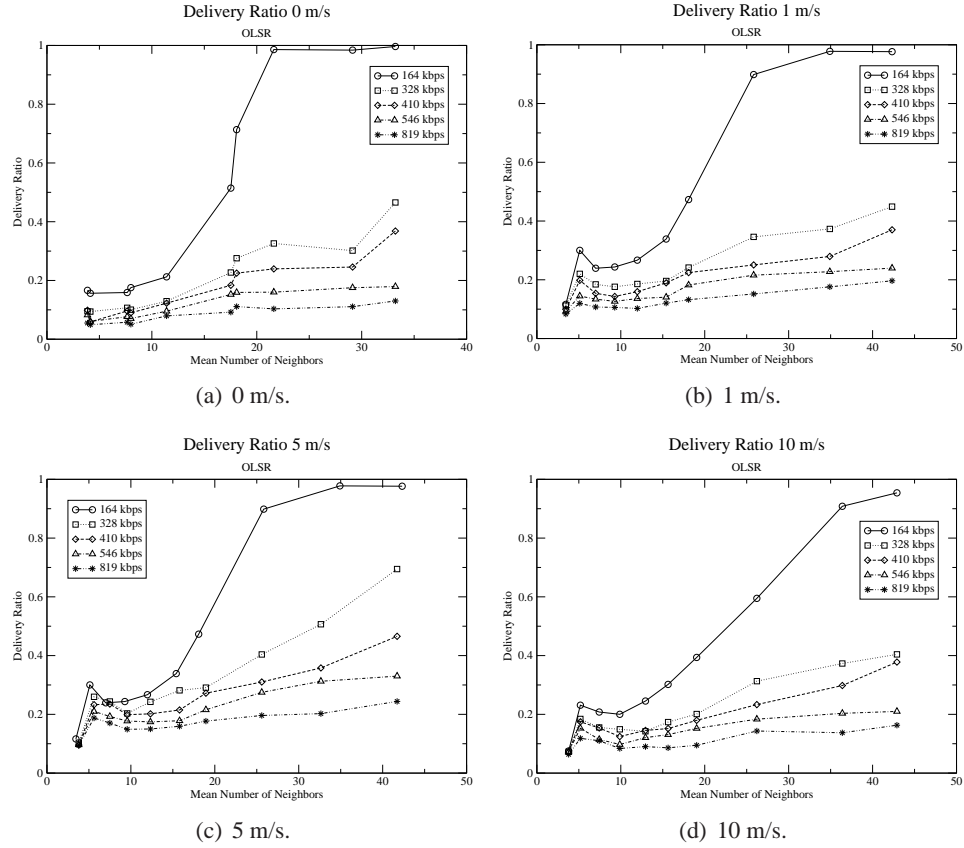 Delivery Ratio 0 m/s
OLSR
Delivery Ratio
1
0.8
0.6
0.4
0.2
0
164 kbps
328 kbps
410 kbps
546 kbps
819 kbps
0 10 20 30 40
Mean Number of Neighbors
(a) 0 m/s.
Delivery Ratio 1 m/s
OLSR
Delivery Ratio
1
0.8
0.6
0.4
0.2
0
164 kbps
328 kbps
410 kbps
546 kbps
819 kbps
0 10 20 30 40 50
Mean Number of Neighbors
(b) 1 m/s.
Delivery Ratio 5 m/s
OLSR
Delivery Ratio
1
0.8
0.6
0.4
0.2
0
164 kbps
328 kbps
410 kbps
546 kbps
819 kbps
0 10 20 30 40 50
Mean Number of Neighbors
(c) 5 m/s.
Delivery Ratio 10 m/s
OLSR
Delivery Ratio
1
0.8
0.6
0.4
0.2
0
164 kbps
328 kbps
410 kbps
546 kbps
819 kbps
0 10 20 30 40 50
Mean Number of Neighbors
(d) 10 m/s.